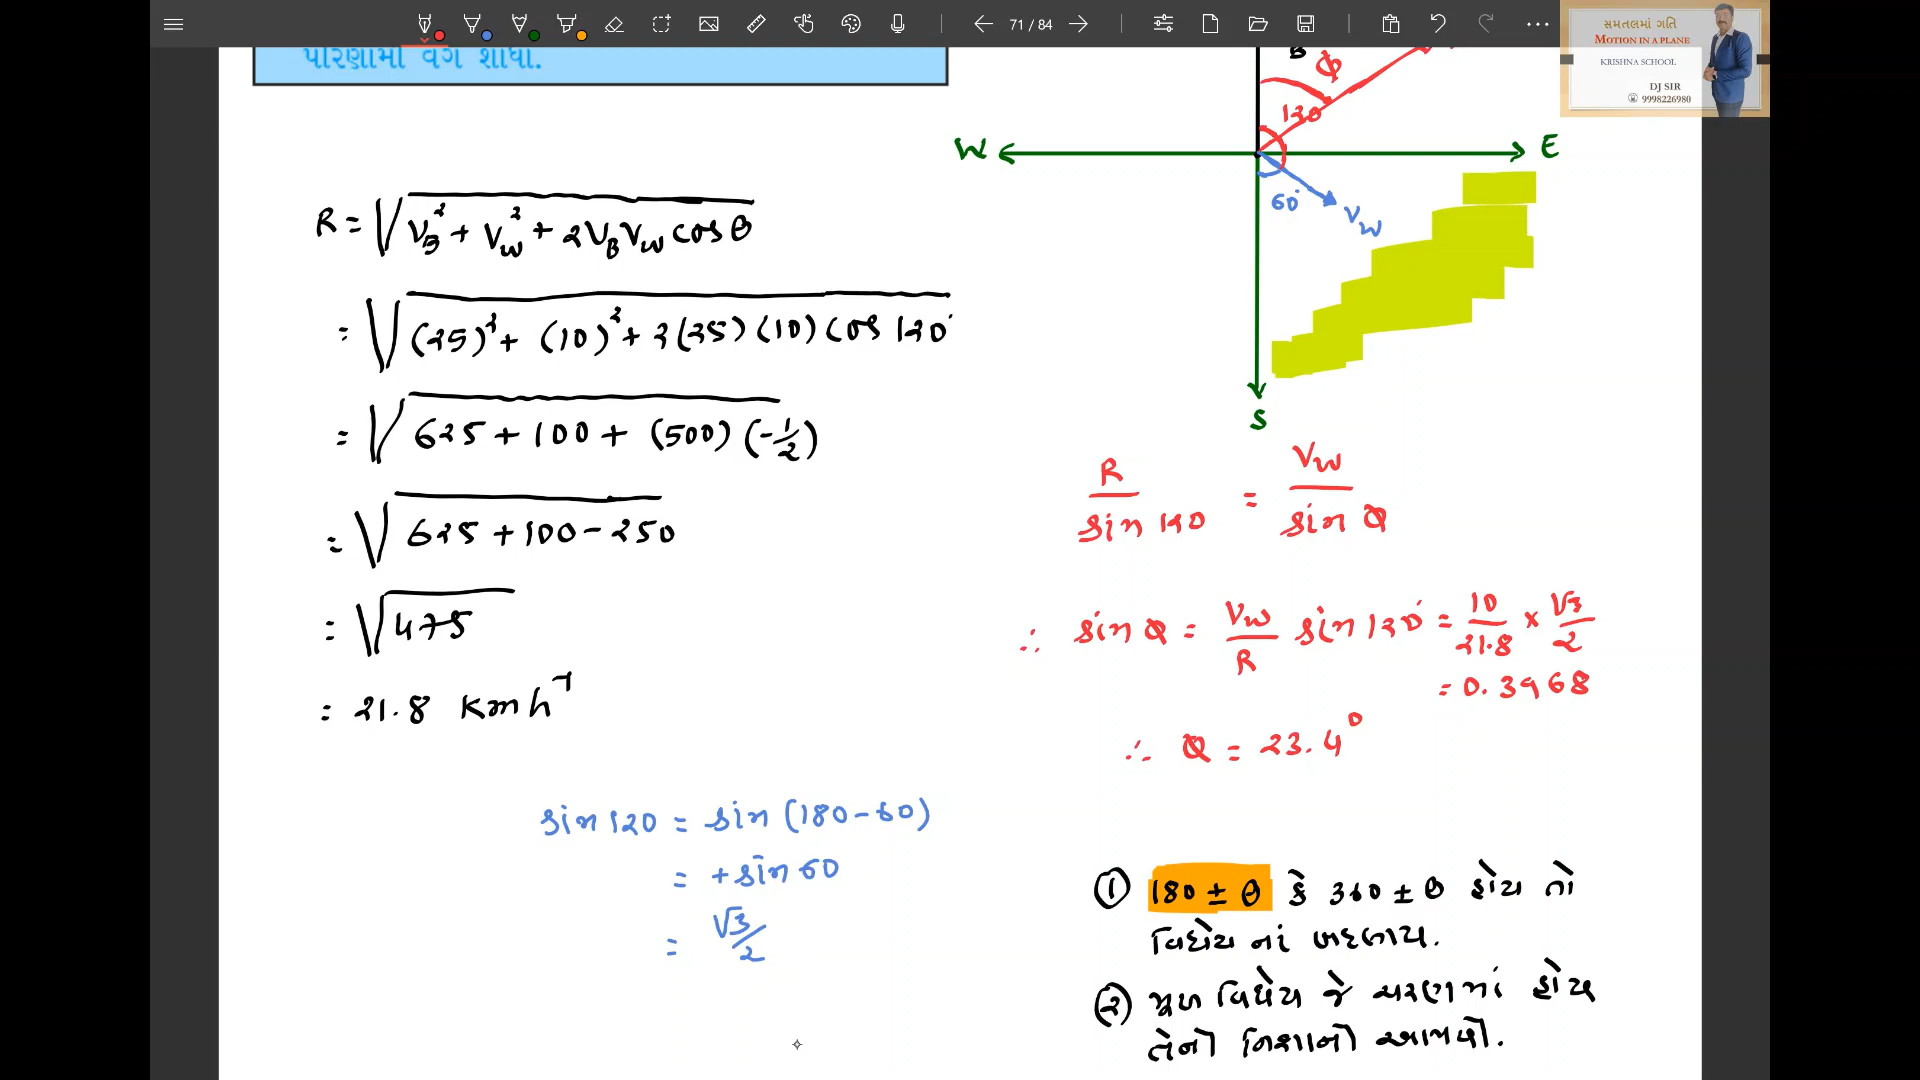 71 / 84
સમતલમાં ગતિ
MOTION IN A PLANE
KRISHNA SCHOOL
DJ SIR
9998226980
પરિણામી વેગ શોધો.
B
Φ
120
W
E
60°
Vw
S
R = √VB² + Vw² + 2VBVw cosθ
= √(25)² + (10)² + 2(25)(10) cos 120°
= √625 + 100 + (500)(-1/2)
= √625 + 100 - 250
= √475
= 21.8 Kmh⁻¹
R/sin 120 = Vw/sin Φ
∴ sin Φ = Vw/R sin 120° = 10/21.8 × √3/2
= 0.3968
∴ Φ = 23.4°
sin 120 = sin (180-60)
= + sin 60
= √3/2
① 180 ± θ કે 360 ± θ હોય તો
વિધેય નાં બદલાય.
② મૂળ વિધેય જે ચરણમાં હોય
તેની નિશાની આવશે.